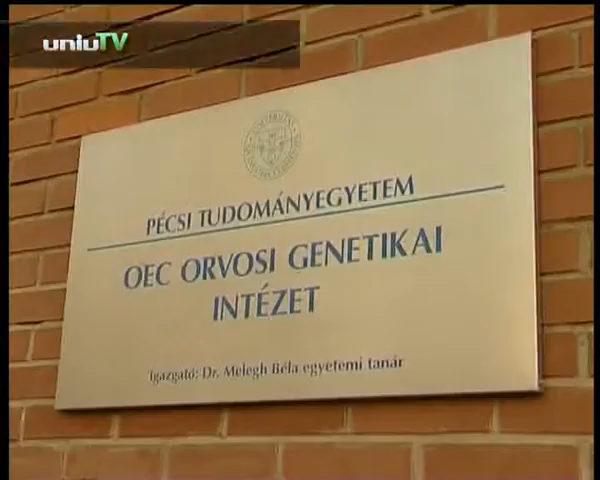 uniuTV
PÉCSI TUDOMÁNYEGYETEM
OEC ORVOSI GENETIKAI
INTÉZET
Igazgató: Dr. Melegh Béla egyetemi tanár